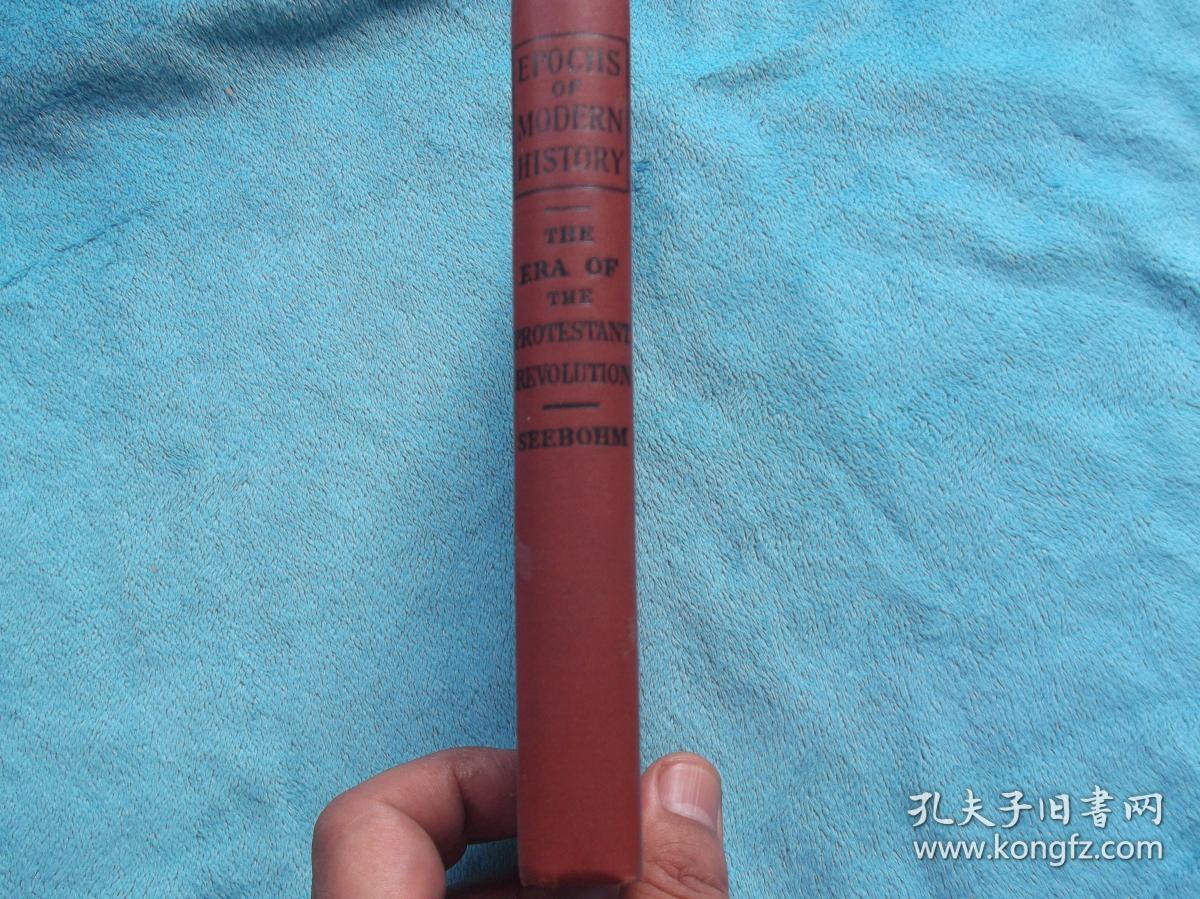 EPOCHS
OF
MODERN
HISTORY
THE
ERA OF
THE
PROTESTANT
REVOLUTION
SEEBOHM
孔夫子旧書网
www.kongfz.com